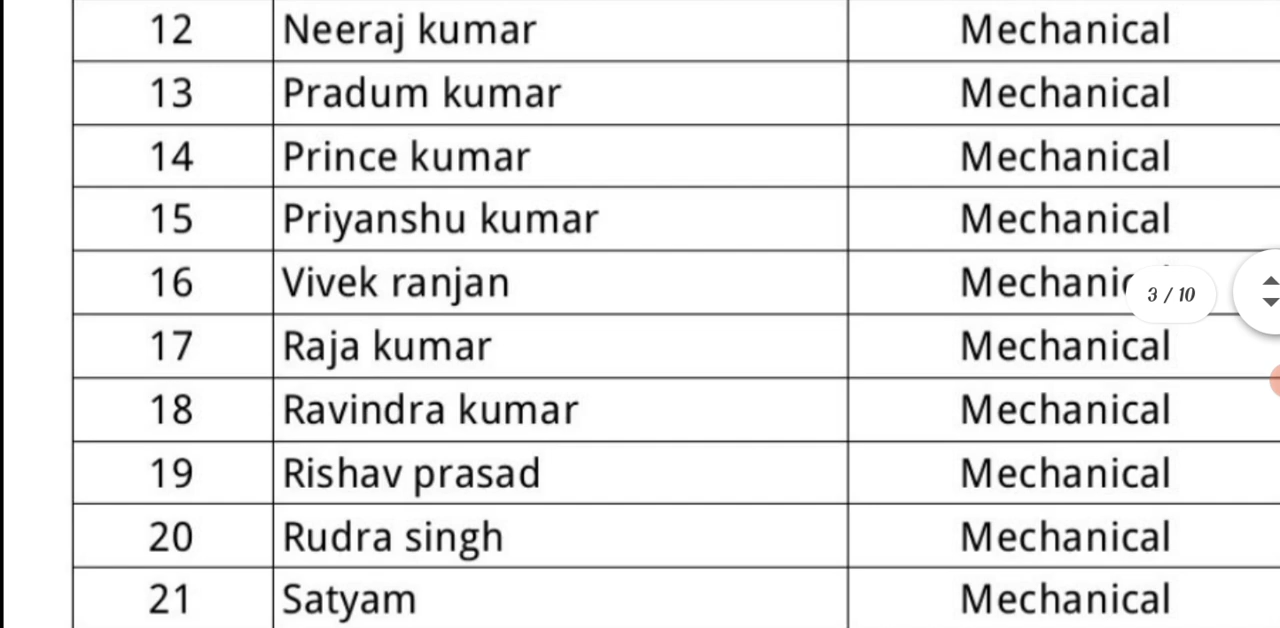 12 Neeraj kumar Mechanical
13 Pradum kumar Mechanical
14 Prince kumar Mechanical
15 Priyanshu kumar Mechanical
16 Vivek ranjan Mechanic
3 / 10
17 Raja kumar Mechanical
18 Ravindra kumar Mechanical
19 Rishav prasad Mechanical
20 Rudra singh Mechanical
21 Satyam Mechanical